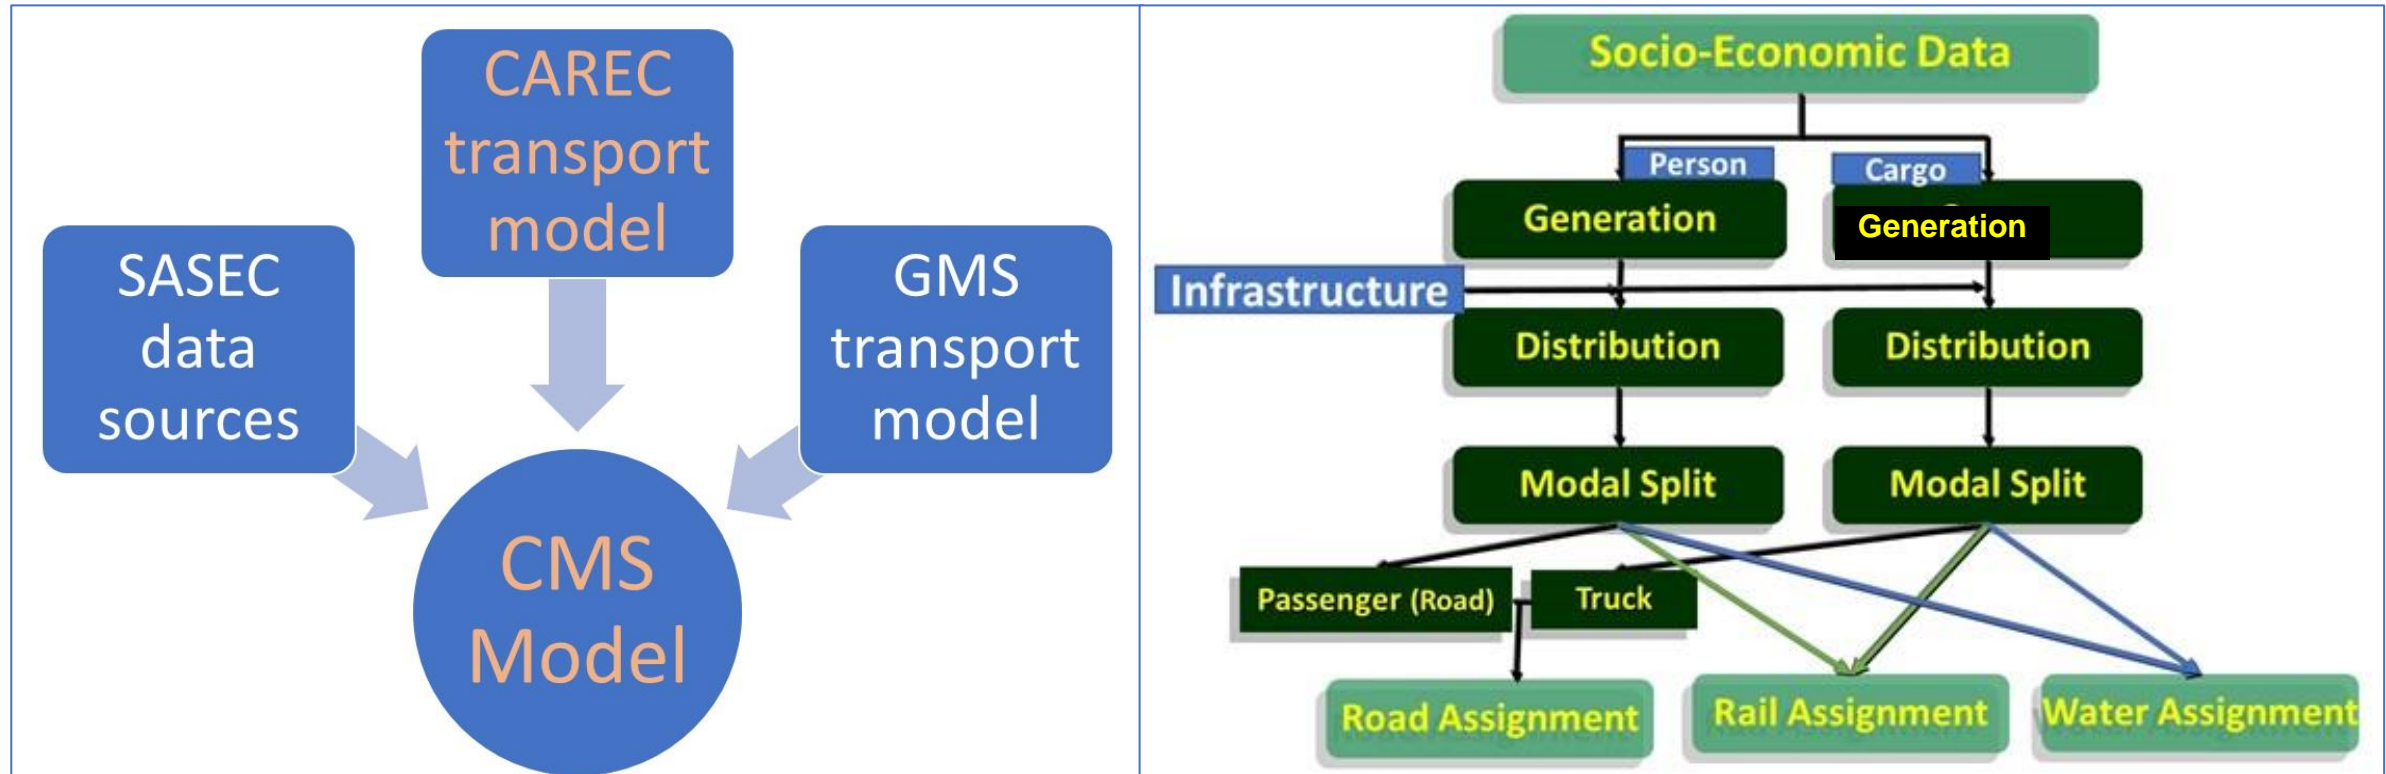 CAREC
transport
model
SASEC
data
sources
GMS
transport
model
CMS
Model
Socio-Economic Data
Person
Cargo
Generation
Generation
Infrastructure
Distribution
Distribution
Modal Split
Modal Split
Passenger (Road)
Truck
Road Assignment
Rail Assignment
Water Assignment